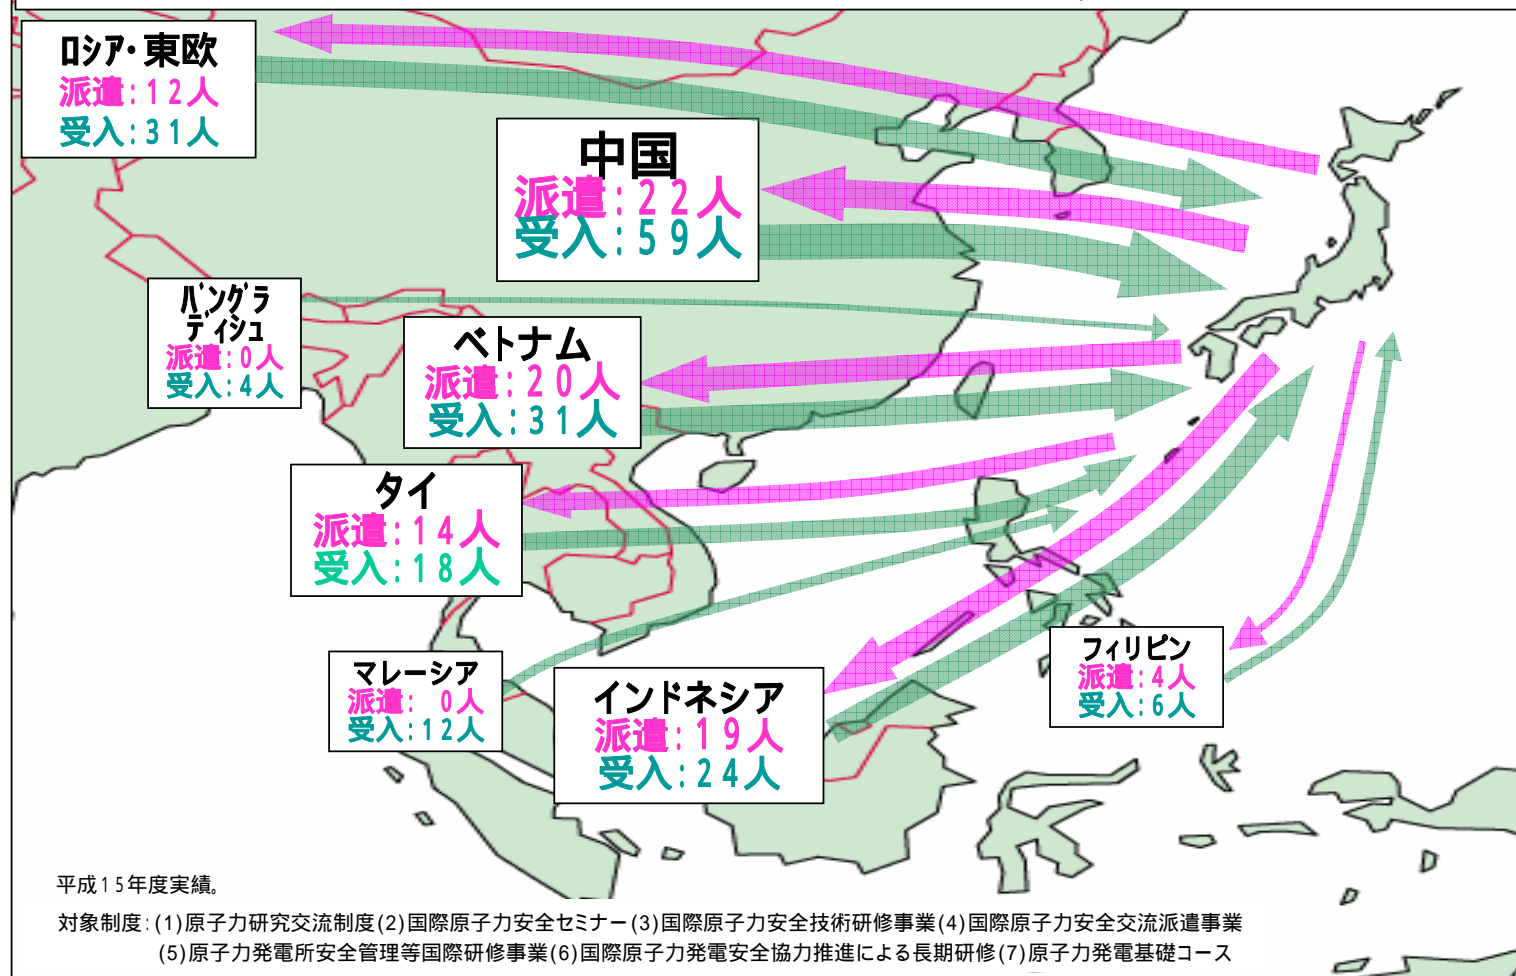 ロシア・東欧
派遣:12人
受入:31人
中国
派遣:22人
受入:59人
バングラ
ディシュ
派遣:0人
受入:4人
ベトナム
派遣:20人
受入:31人
タイ
派遣:14人
受入:18人
マレーシア
派遣: 0人
受入:12人
インドネシア
派遣:19人
受入:24人
フィリピン
派遣:4人
受入:6人
平成15年度実績。
対象制度:(1)原子力研究交流制度(2)国際原子力安全セミナー(3)国際原子力安全技術研修事業(4)国際原子力安全交流派遣事業
(5)原子力発電所安全管理等国際研修事業(6)国際原子力発電安全協力推進による長期研修(7)原子力発電基礎コース